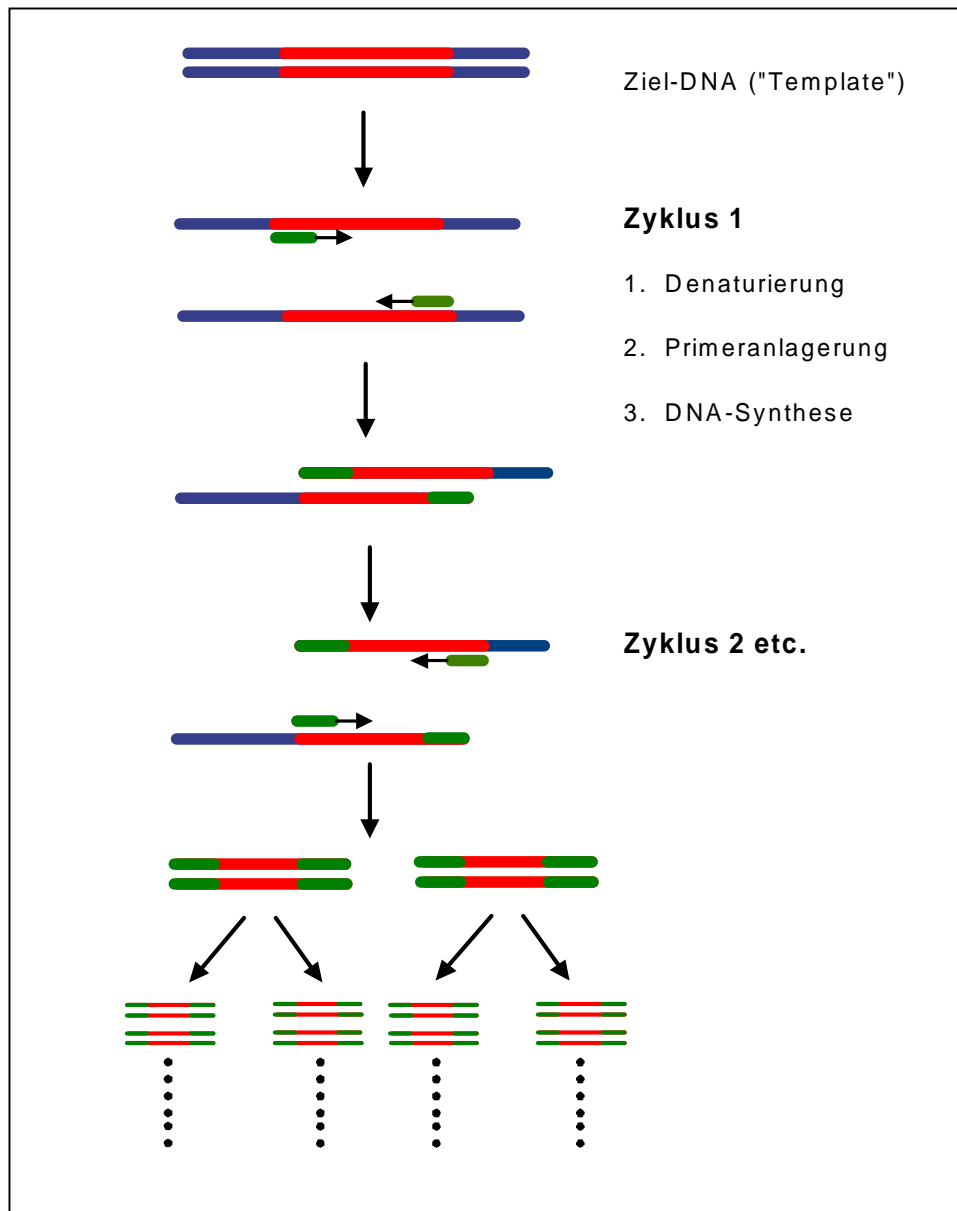 Ziel-DNA ("Template")
Zyklus 1
1. Denaturierung
2. Primeranlagerung
3. DNA-Synthese
Zyklus 2 etc.